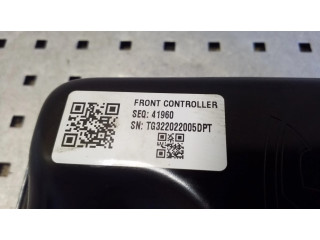 FRONT CONTROLLER
SEQ: 41960
SN: TG322022005DPT